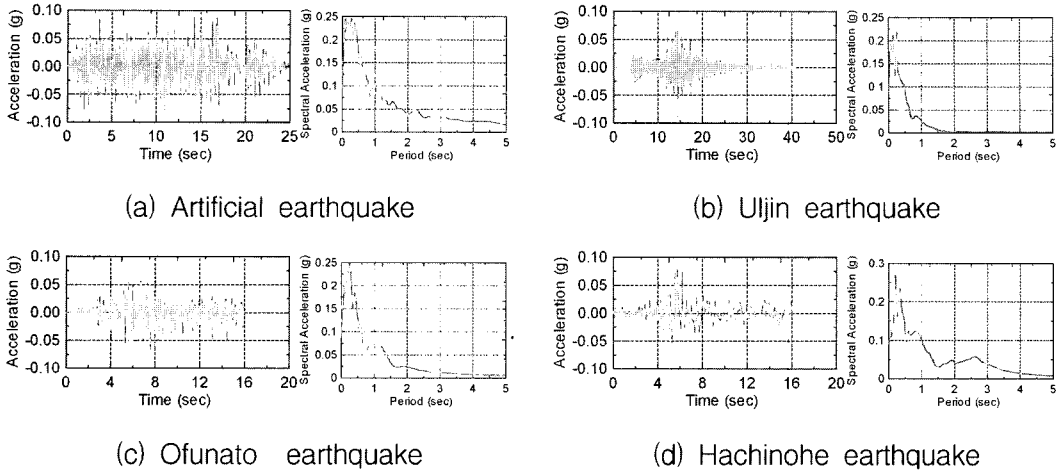 Acceleration (g)
0.10
0.05
0.00
-0.05
-0.10
0 5 10 15 20 25
Time (sec)
Spectral Acceleration (g)
0.25
0.2
0.15
0.1
0.05
0
0 1 2 3 4 5
Period (sec)
(a) Artificial earthquake
Acceleration (g)
0.10
0.05
0.00
-0.05
-0.10
0 10 20 30 40 50
Time (sec)
Spectral Acceleration (g)
0.25
0.2
0.15
0.1
0.05
0
0 1 2 3 4 5
Period (sec)
(b) Uljin earthquake
Acceleration (g)
0.10
0.05
0.00
-0.05
-0.10
0 4 8 12 16 20
Time (sec)
Spectral Acceleration (g)
0.25
0.2
0.15
0.1
0.05
0
0 1 2 3 4 5
Period (sec)
(c) Ofunato earthquake
Acceleration (g)
0.10
0.05
0.00
-0.05
-0.10
0 4 8 12 16 20
Time (sec)
Spectral Acceleration (g)
0.3
0.2
0.1
0
0 1 2 3 4 5
Period (sec)
(d) Hachinohe earthquake